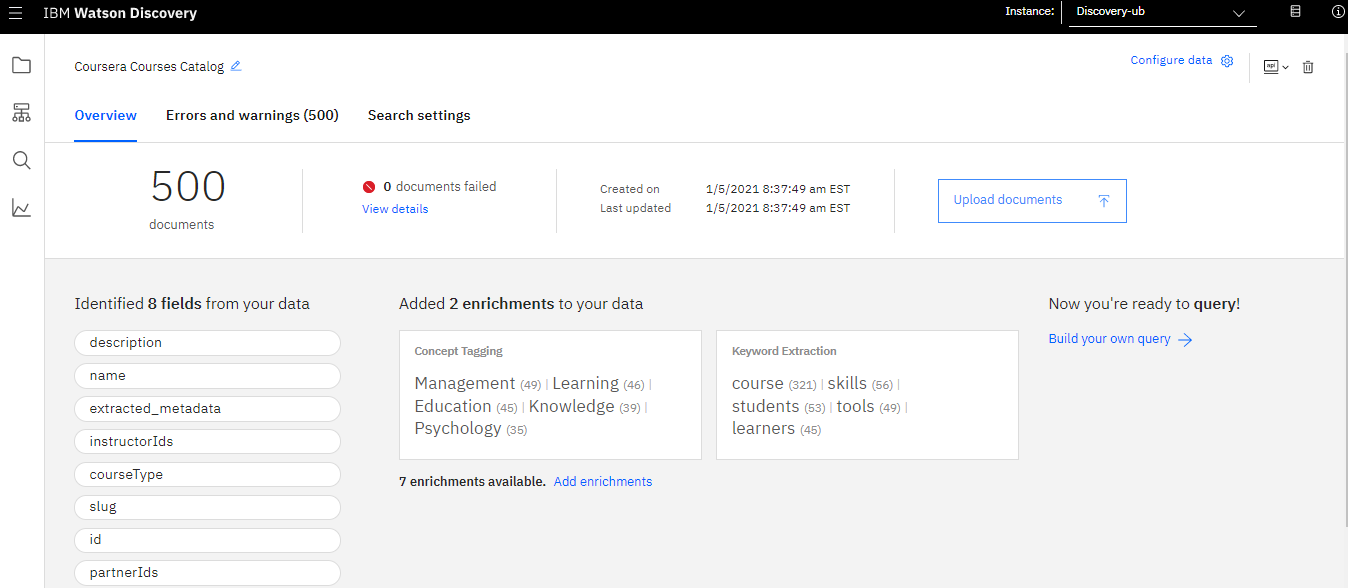 IBM Watson Discovery
Instance:
Discovery-ub
Coursera Courses Catalog
Configure data
api
Overview
Errors and warnings (500)
Search settings
500
documents
0 documents failed
View details
Created on 1/5/2021 8:37:49 am EST
Last updated 1/5/2021 8:37:49 am EST
Upload documents
Identified 8 fields from your data
description
name
extracted_metadata
instructorIds
courseType
slug
id
partnerIds
Added 2 enrichments to your data
Concept Tagging
Management (49) | Learning (46) |
Education (45) | Knowledge (39) |
Psychology (35)
Keyword Extraction
course (321) | skills (56) |
students (53) | tools (49) |
learners (45)
7 enrichments available. Add enrichments
Now you're ready to query!
Build your own query